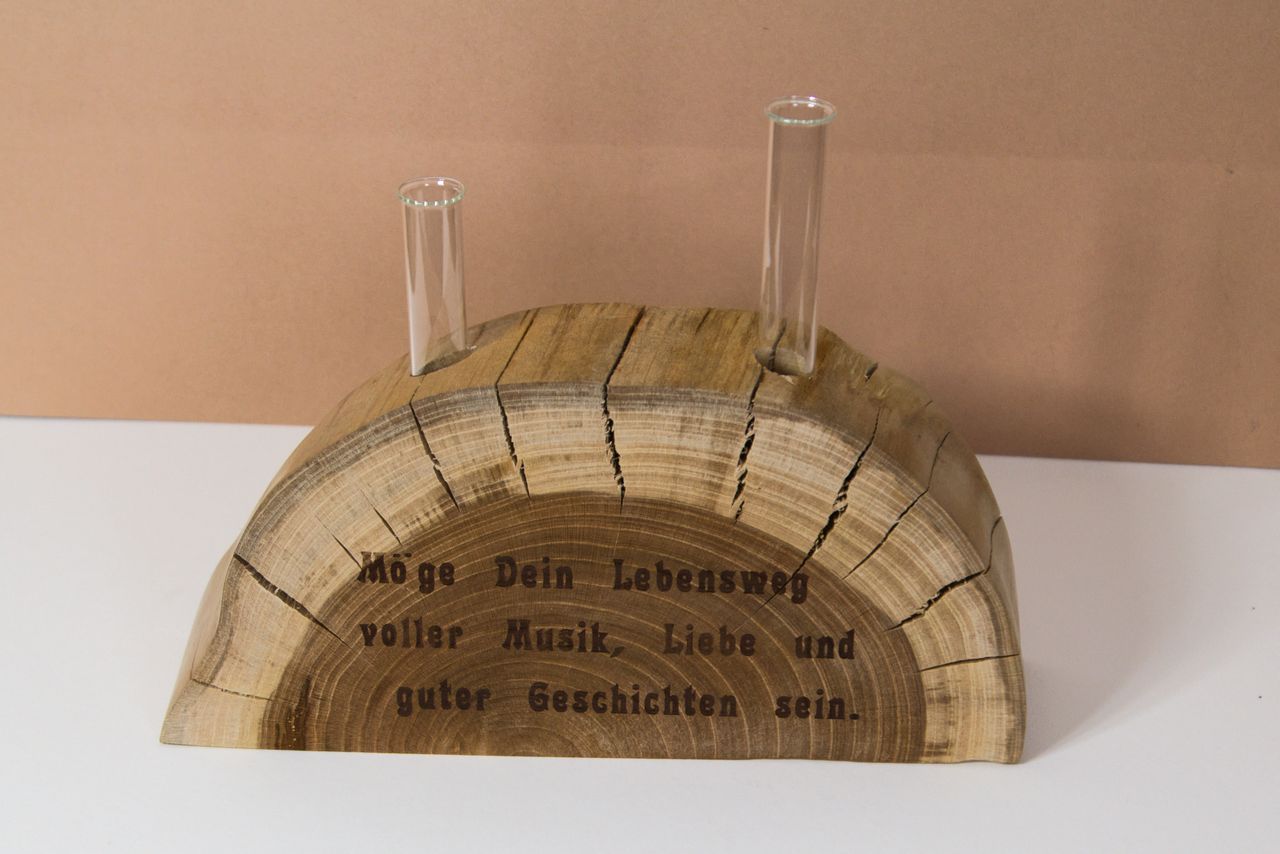 Möge Dein Lebensweg
voller Musik, Liebe und
guter Geschichten sein.